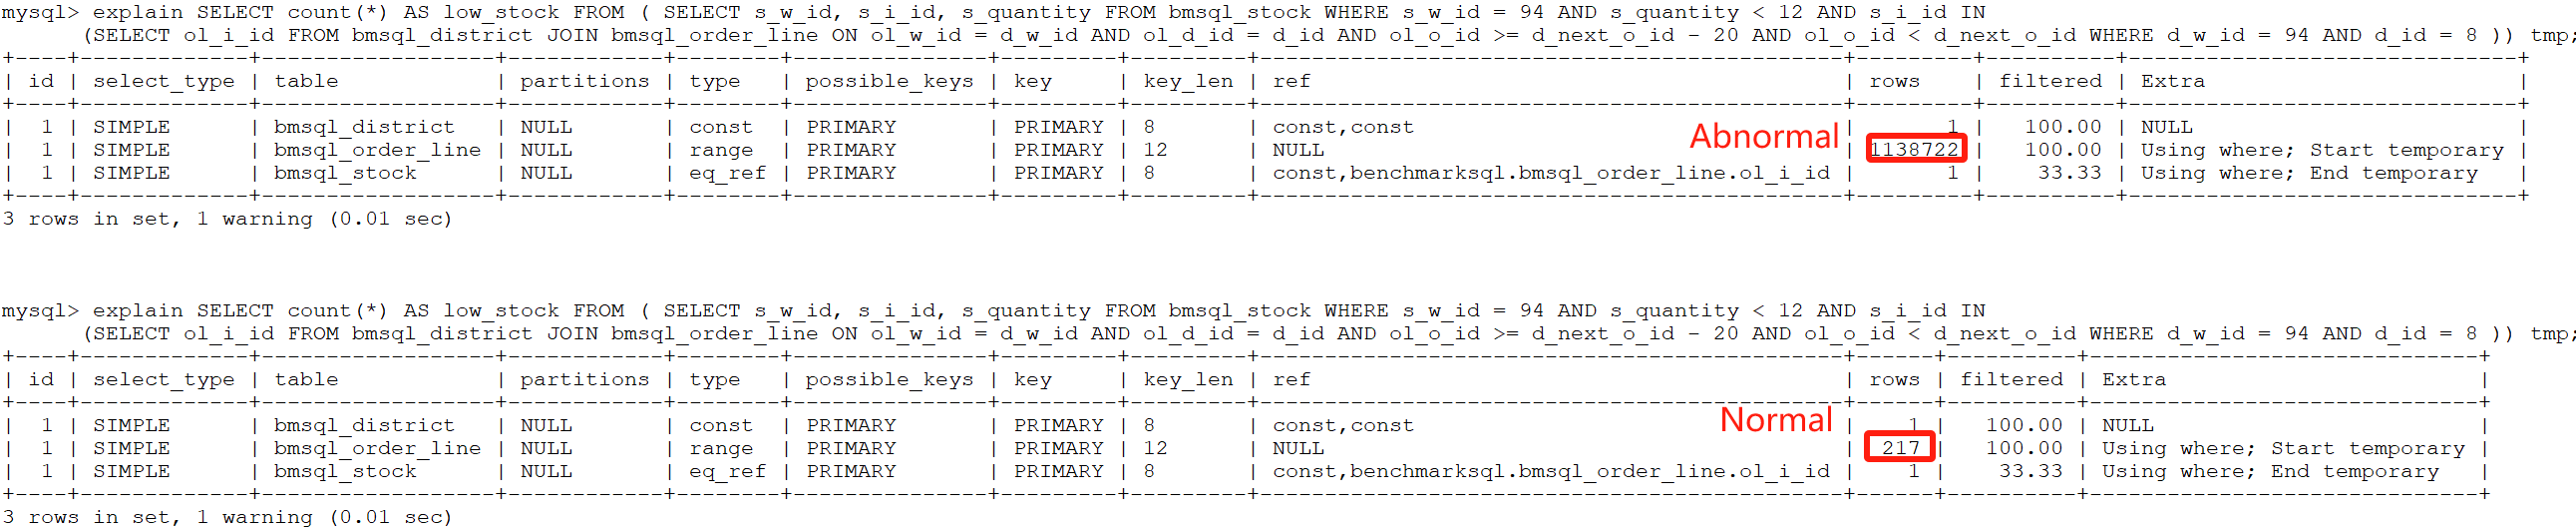 mysql> explain SELECT count(*) AS low_stock FROM ( SELECT s_w_id, s_i_id, s_quantity FROM bmsql_stock WHERE s_w_id = 94 AND s_quantity < 12 AND s_i_id IN
(SELECT ol_i_id FROM bmsql_district JOIN bmsql_order_line ON ol_w_id = d_w_id AND ol_d_id = d_id AND ol_o_id >= d_next_o_id - 20 AND ol_o_id < d_next_o_id WHERE d_w_id = 94 AND d_id = 8 )) tmp;
+----+-------------+------------------+------------+--------+---------------+---------+---------+---------------------------------------------+---------+----------+------------------------------+
| id | select_type | table            | partitions | type   | possible_keys | key     | key_len | ref                                         | rows    | filtered | Extra                        |
+----+-------------+------------------+------------+--------+---------------+---------+---------+---------------------------------------------+---------+----------+------------------------------+
|  1 | SIMPLE      | bmsql_district   | NULL       | const  | PRIMARY       | PRIMARY | 8       | const,const                        Abnormal |       1 |   100.00 | NULL                         |
|  1 | SIMPLE      | bmsql_order_line | NULL       | range  | PRIMARY       | PRIMARY | 12      | NULL                                        | 1138722 |   100.00 | Using where; Start temporary |
|  1 | SIMPLE      | bmsql_stock      | NULL       | eq_ref | PRIMARY       | PRIMARY | 8       | const,benchmarksql.bmsql_order_line.ol_i_id |       1 |    33.33 | Using where; End temporary   |
+----+-------------+------------------+------------+--------+---------------+---------+---------+---------------------------------------------+---------+----------+------------------------------+
3 rows in set, 1 warning (0.01 sec)
mysql> explain SELECT count(*) AS low_stock FROM ( SELECT s_w_id, s_i_id, s_quantity FROM bmsql_stock WHERE s_w_id = 94 AND s_quantity < 12 AND s_i_id IN
(SELECT ol_i_id FROM bmsql_district JOIN bmsql_order_line ON ol_w_id = d_w_id AND ol_d_id = d_id AND ol_o_id >= d_next_o_id - 20 AND ol_o_id < d_next_o_id WHERE d_w_id = 94 AND d_id = 8 )) tmp;
+----+-------------+------------------+------------+--------+---------------+---------+---------+---------------------------------------------+------+----------+------------------------------+
| id | select_type | table            | partitions | type   | possible_keys | key     | key_len | ref                                         | rows | filtered | Extra                        |
+----+-------------+------------------+------------+--------+---------------+---------+---------+---------------------------------------------+------+----------+------------------------------+
|  1 | SIMPLE      | bmsql_district   | NULL       | const  | PRIMARY       | PRIMARY | 8       | const,const                          Normal |    1 |   100.00 | NULL                         |
|  1 | SIMPLE      | bmsql_order_line | NULL       | range  | PRIMARY       | PRIMARY | 12      | NULL                                        |  217 |   100.00 | Using where; Start temporary |
|  1 | SIMPLE      | bmsql_stock      | NULL       | eq_ref | PRIMARY       | PRIMARY | 8       | const,benchmarksql.bmsql_order_line.ol_i_id |    1 |    33.33 | Using where; End temporary   |
+----+-------------+------------------+------------+--------+---------------+---------+---------+---------------------------------------------+------+----------+------------------------------+
3 rows in set, 1 warning (0.01 sec)